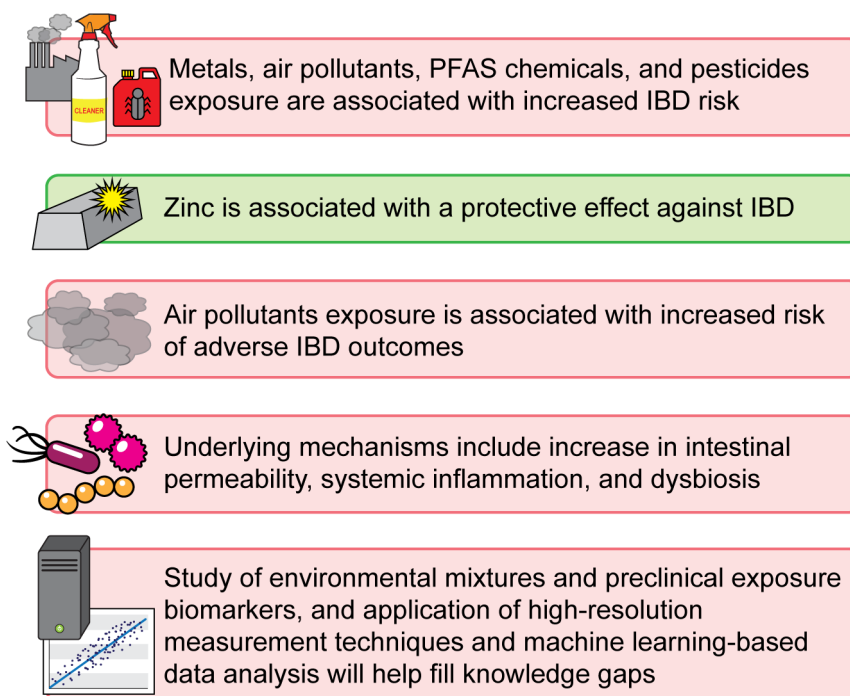 CLEANER
Metals, air pollutants, PFAS chemicals, and pesticides
exposure are associated with increased IBD risk
Zinc is associated with a protective effect against IBD
Air pollutants exposure is associated with increased risk
of adverse IBD outcomes
Underlying mechanisms include increase in intestinal
permeability, systemic inflammation, and dysbiosis
Study of environmental mixtures and preclinical exposure
biomarkers, and application of high-resolution
measurement techniques and machine learning-based
data analysis will help fill knowledge gaps